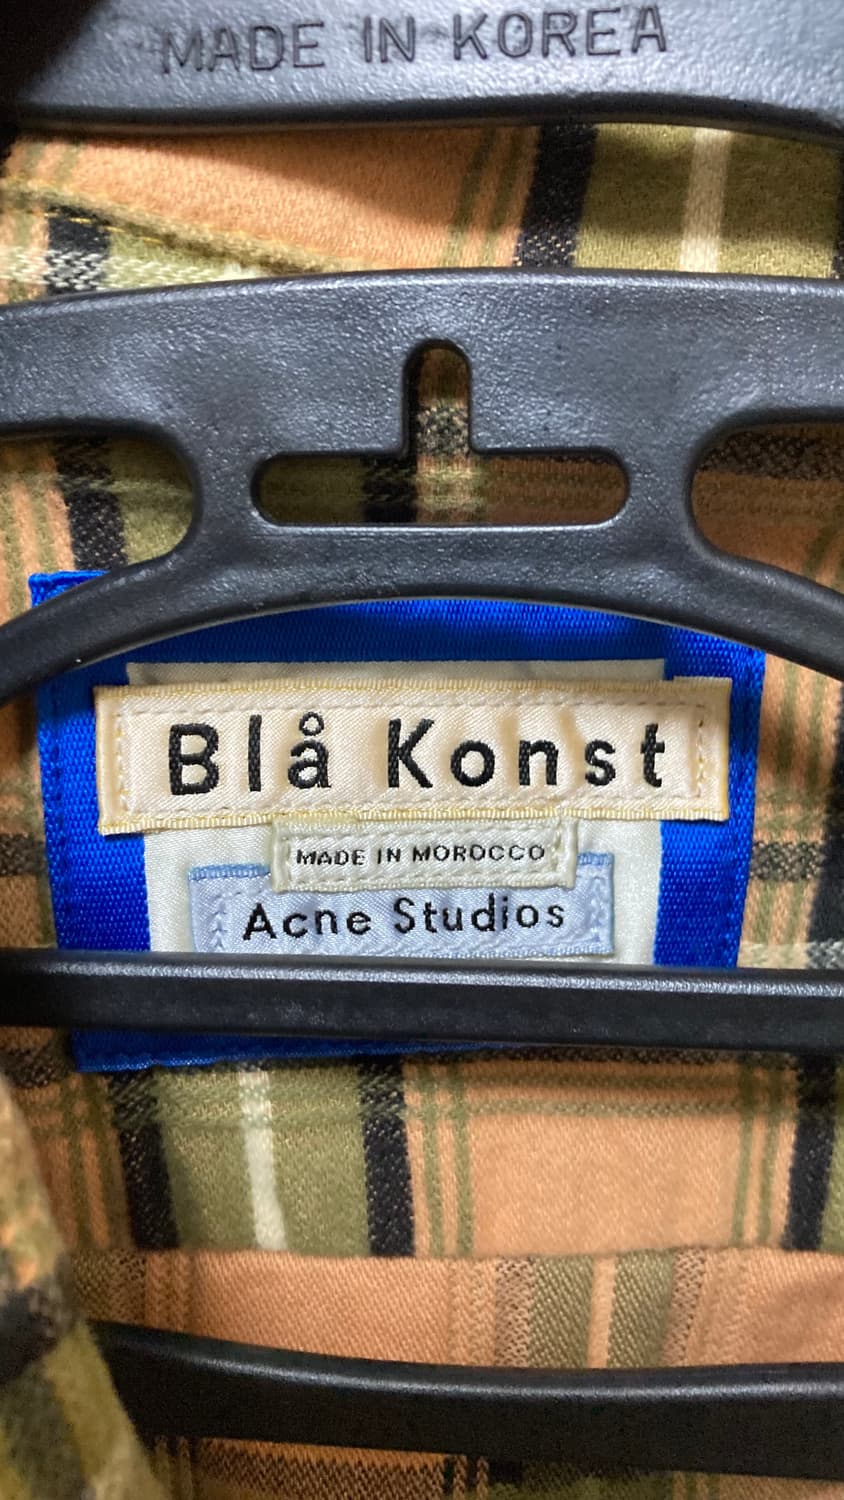 MADE IN KOREA
Blå Konst
MADE IN MOROCCO
Acne Studios